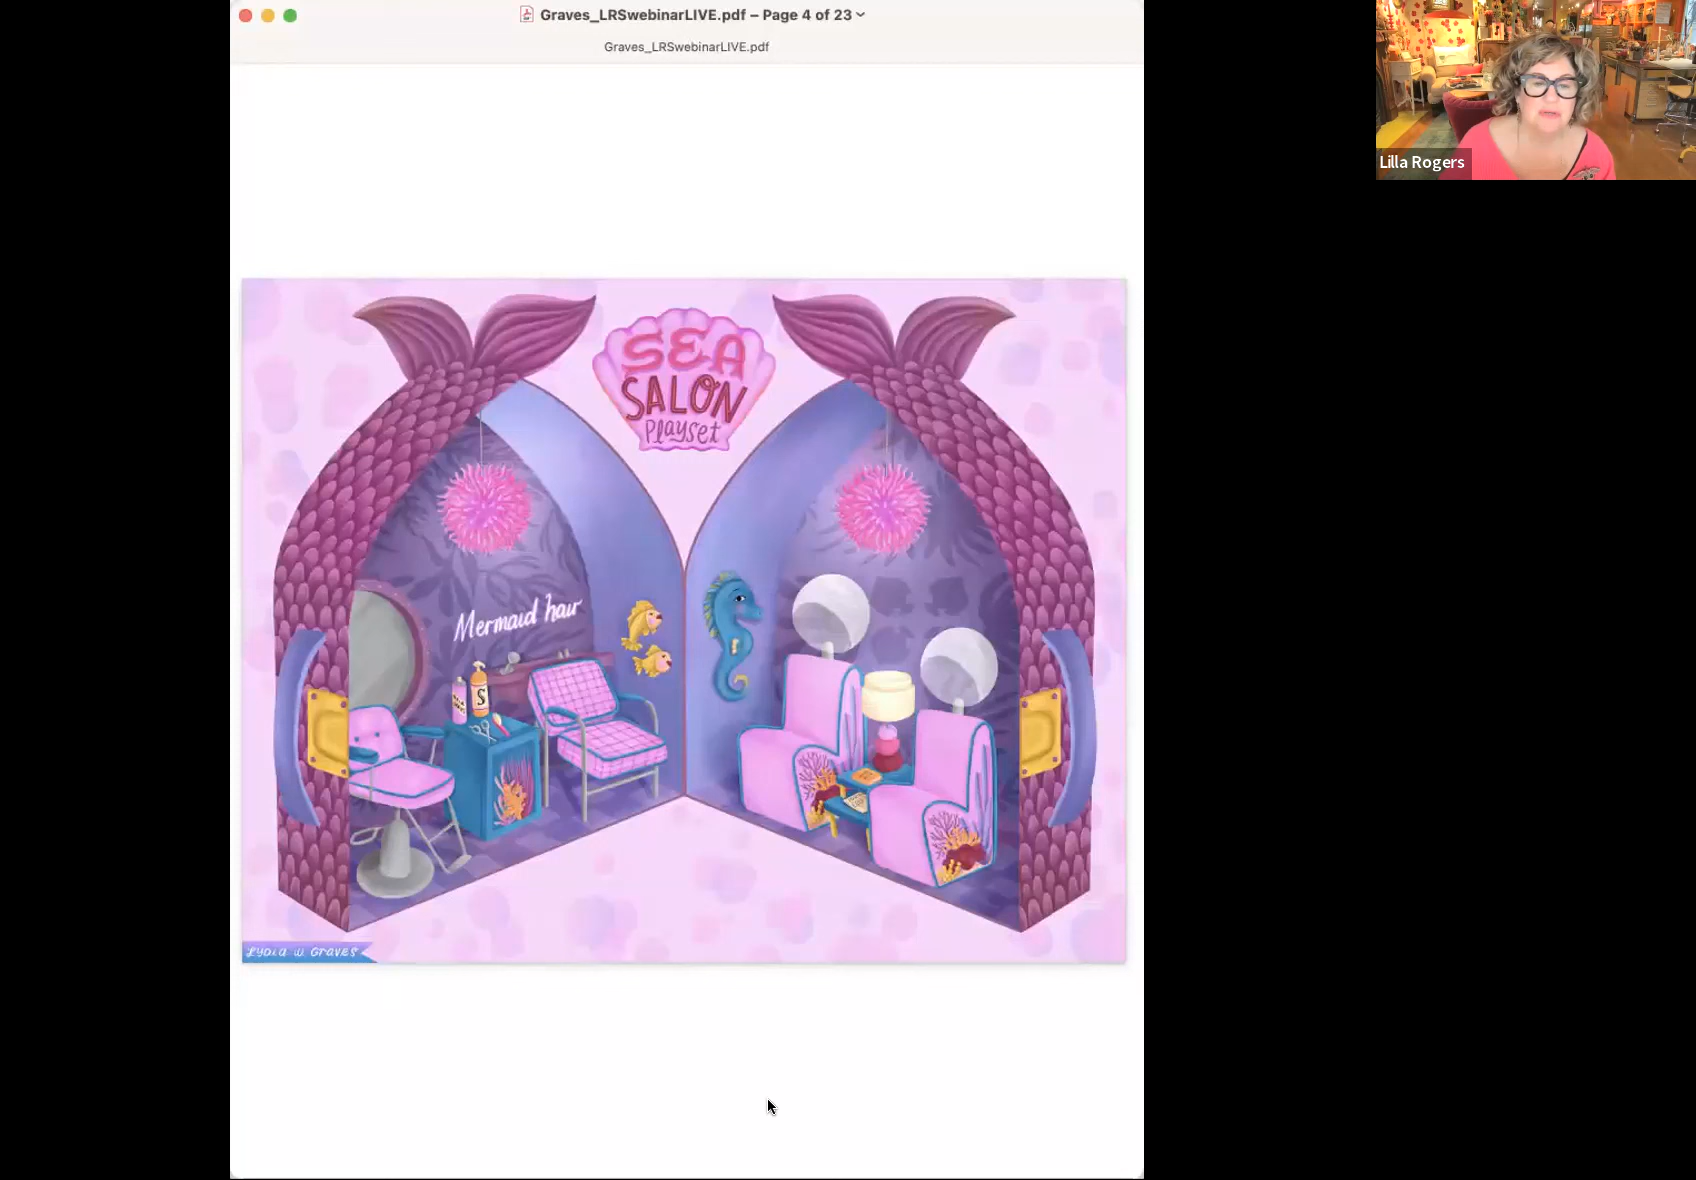 Graves_LRSwebinarLIVE.pdf – Page 4 of 23
Graves_LRSwebinarLIVE.pdf
Lilla Rogers
SEA
SALON
Playset
Mermaid hair
S
Lydia W Graves